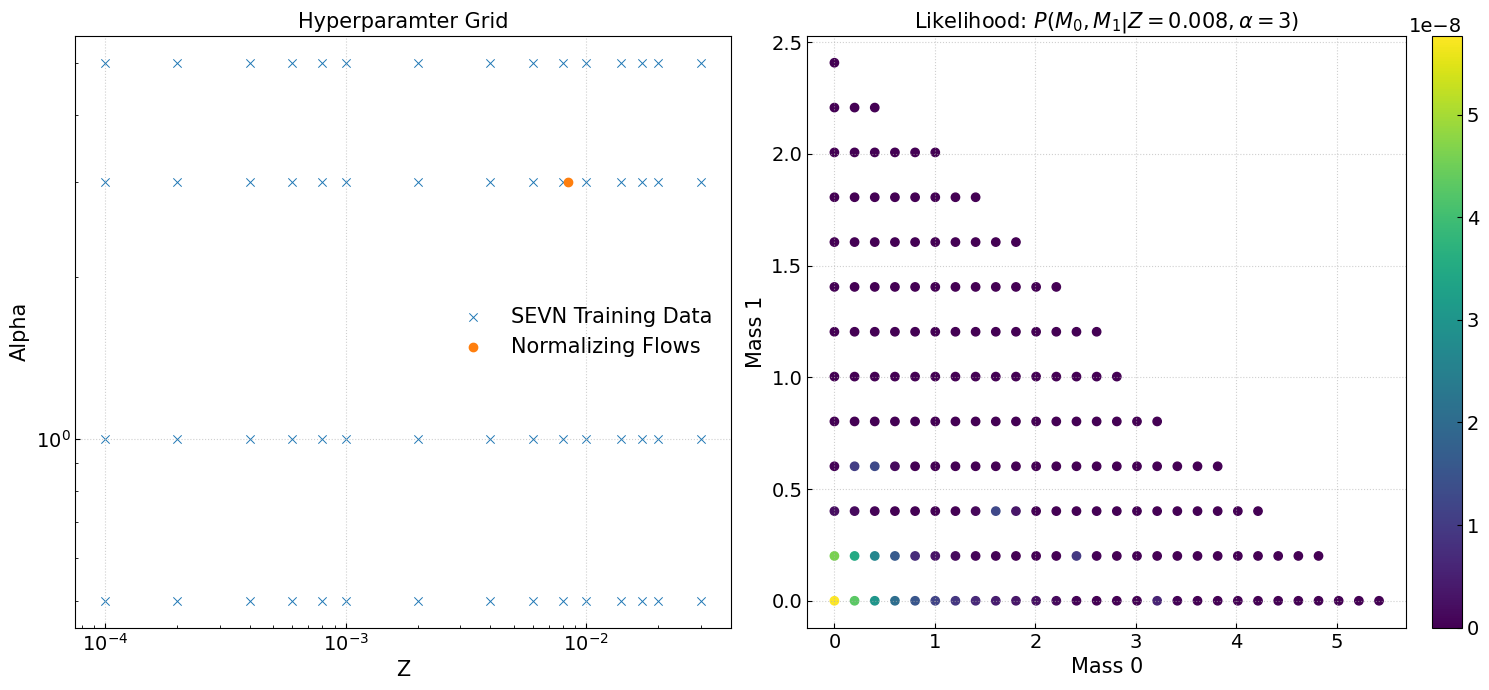 Hyperparamter Grid
Alpha
10⁰
SEVN Training Data
Normalizing Flows
10⁻⁴ 10⁻³ 10⁻²
Z
Likelihood: P(M₀, M₁|Z = 0.008, α = 3)
Mass 1
2.5
2.0
1.5
1.0
0.5
0.0
0 1 2 3 4 5
Mass 0
1e−8
5
4
3
2
1
0